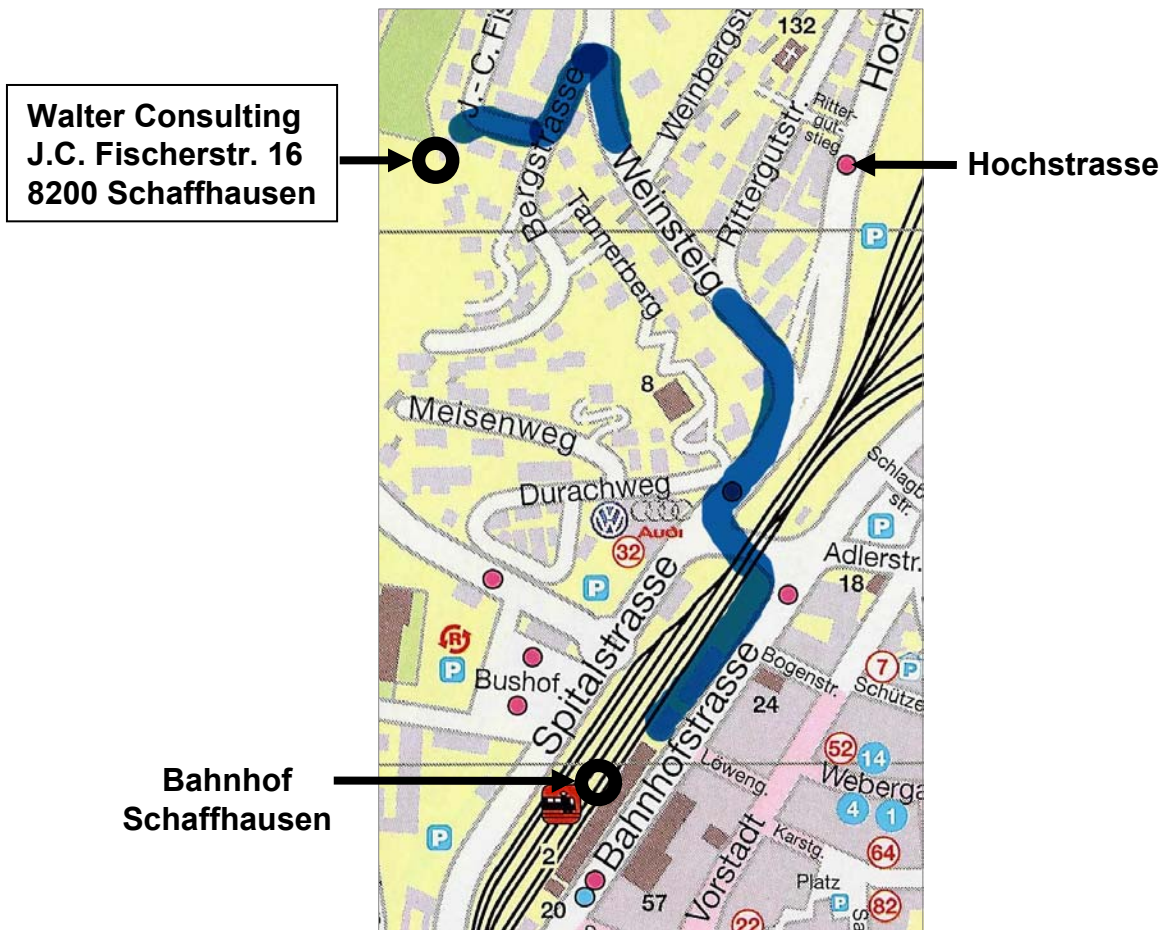 Walter Consulting
J.C. Fischerstr. 16
8200 Schaffhausen
Hochstrasse
Bahnhof
Schaffhausen
J.- C. Fis
Bergstrasse
Weinbergst
132
Hoch
Ritter-
gut-
stieg
Rittergutstr.
Weinsteig
Tannerberg
P
8
Meisenweg
Durachweg
Audi
32
P
Schlagb
str.
P
Adlerstr.
18
R
P
Bushof
Spitalstrasse
Bahnhofstrasse
Bogenstr.
24
7
P
Schütze
52
14
Löweng.
Weberga
4
1
P
2
Vorstadt
Karstg.
64
Platz
P
82
20
57
22